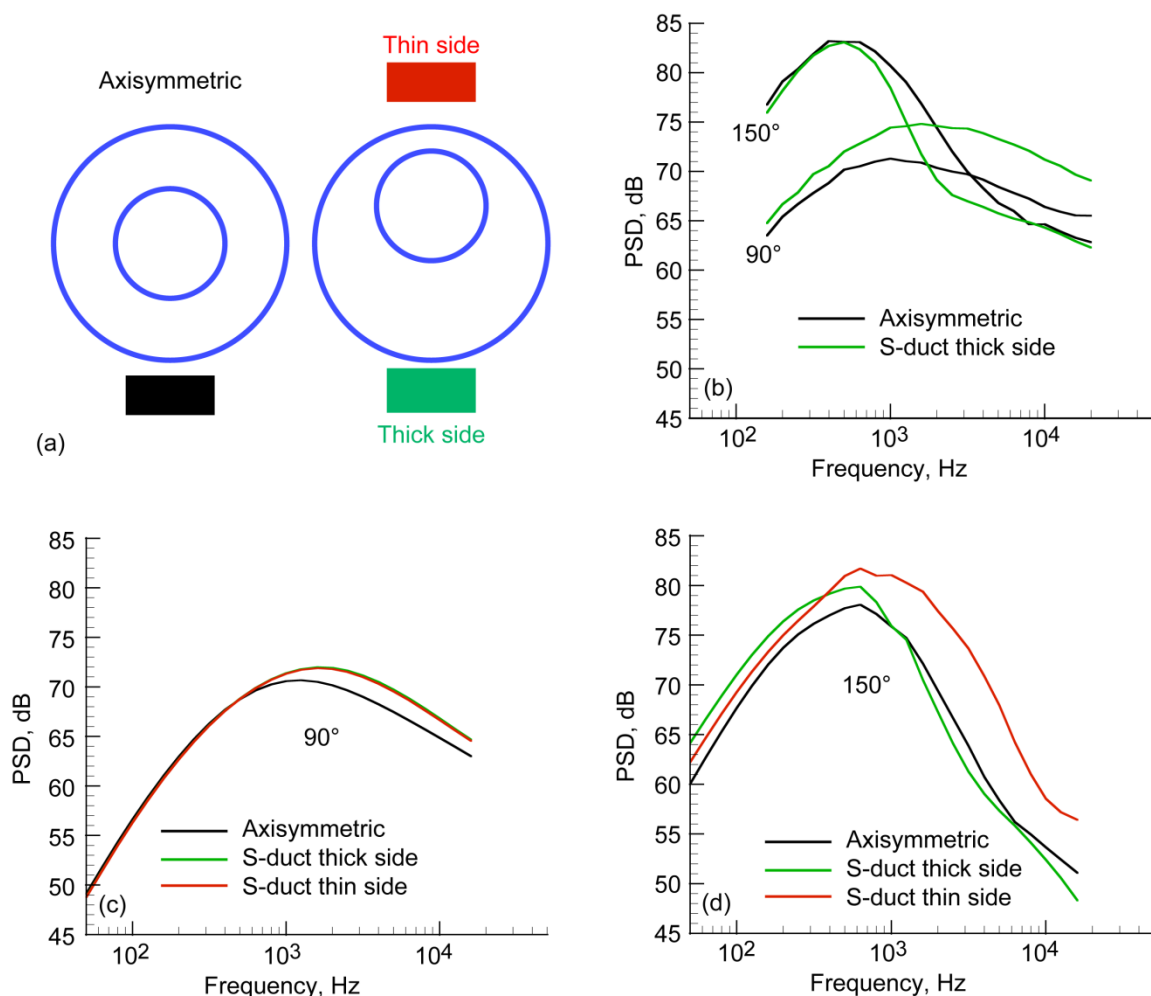 Thin side
Axisymmetric
Thick side
(a)
85
80
75
70
65
60
55
50
45
PSD, dB
150°
90°
Axisymmetric
S-duct thick side
(b)
10² 10³ 10⁴
Frequency, Hz
85
80
75
70
65
60
55
50
45
PSD, dB
90°
Axisymmetric
S-duct thick side
S-duct thin side
(c)
10² 10³ 10⁴
Frequency, Hz
85
80
75
70
65
60
55
50
45
PSD, dB
150°
Axisymmetric
S-duct thick side
S-duct thin side
(d)
10² 10³ 10⁴
Frequency, Hz